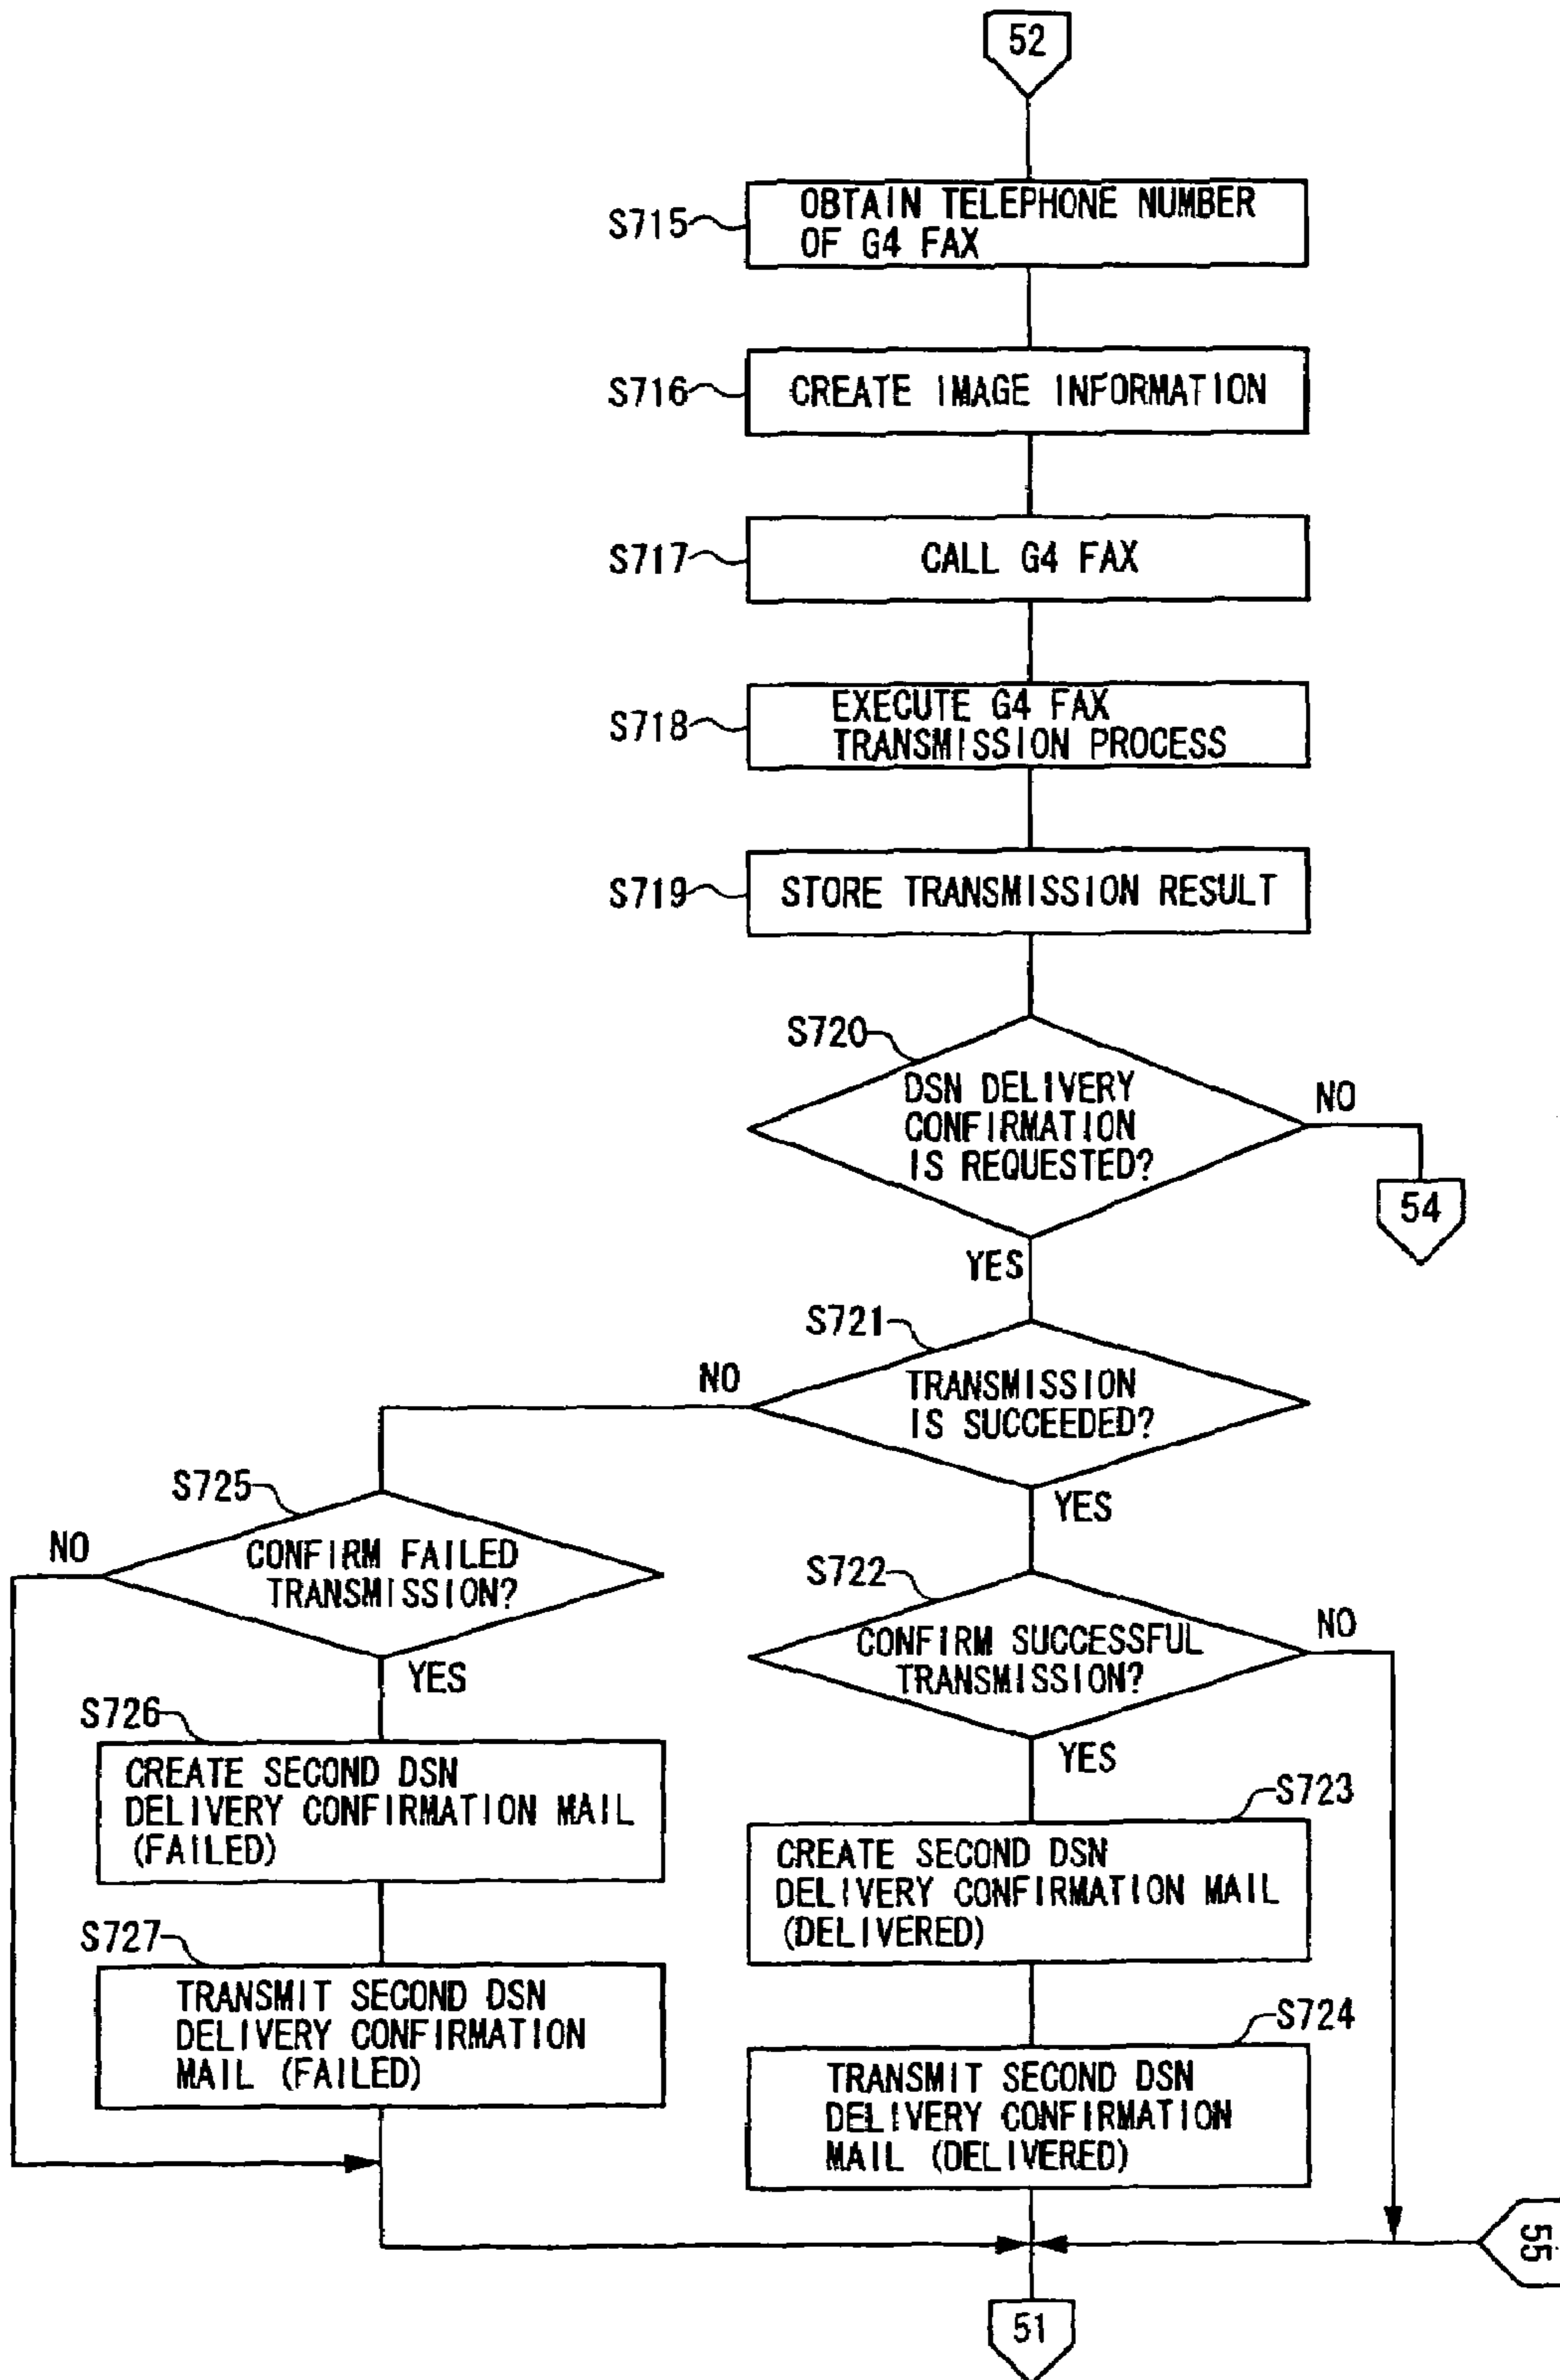 52
S715
OBTAIN TELEPHONE NUMBER
OF G4 FAX
S716
CREATE IMAGE INFORMATION
S717
CALL G4 FAX
S718
EXECUTE G4 FAX
TRANSMISSION PROCESS
S719
STORE TRANSMISSION RESULT
S720
DSN DELIVERY
CONFIRMATION
IS REQUESTED?
NO
54
YES
S721
TRANSMISSION
IS SUCCEEDED?
NO
YES
S725
CONFIRM FAILED
TRANSMISSION?
NO
YES
S722
CONFIRM SUCCESSFUL
TRANSMISSION?
NO
YES
S726
CREATE SECOND DSN
DELIVERY CONFIRMATION MAIL
(FAILED)
S723
CREATE SECOND DSN
DELIVERY CONFIRMATION MAIL
(DELIVERED)
S727
TRANSMIT SECOND DSN
DELIVERY CONFIRMATION
MAIL (FAILED)
S724
TRANSMIT SECOND DSN
DELIVERY CONFIRMATION
MAIL (DELIVERED)
55
51